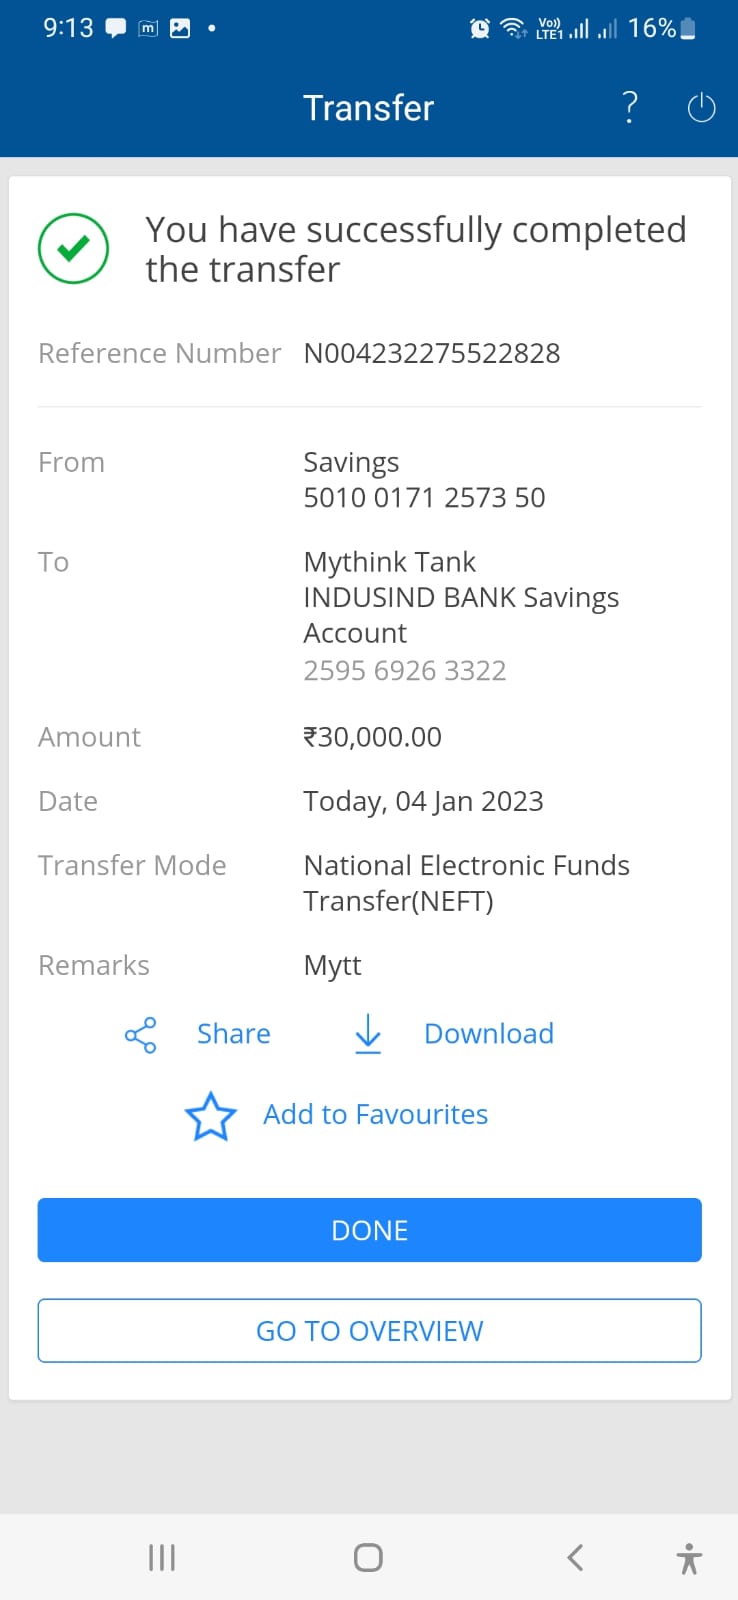 9:13 m Vo)) LTE1 16%
Transfer ?
You have successfully completed
the transfer
Reference Number N004232275522828
From Savings
5010 0171 2573 50
To Mythink Tank
INDUSIND BANK Savings
Account
2595 6926 3322
Amount ₹30,000.00
Date Today, 04 Jan 2023
Transfer Mode National Electronic Funds
Transfer(NEFT)
Remarks Mytt
Share Download
Add to Favourites
DONE
GO TO OVERVIEW